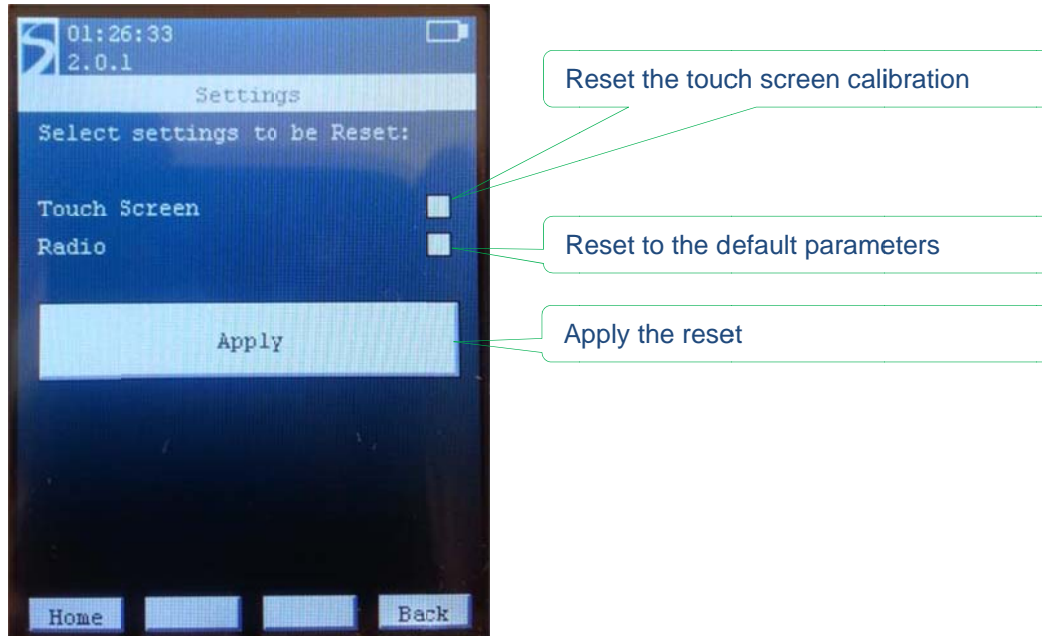 01:26:33
2.0.1
Settings
Select settings to be Reset:
Touch Screen
Radio
Apply
Home
Back
Reset the touch screen calibration
Reset to the default parameters
Apply the reset